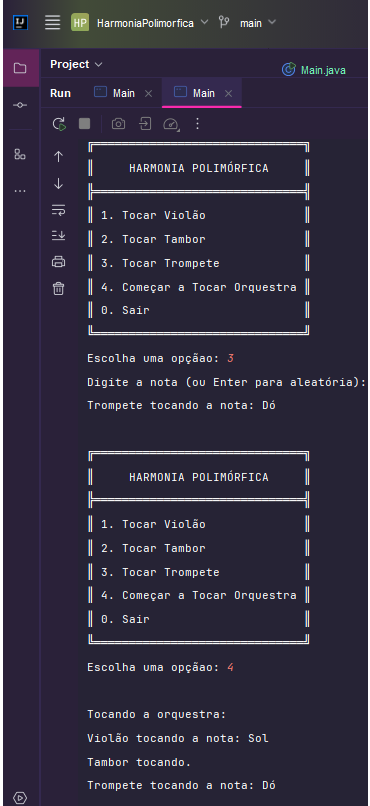 HP HarmoniaPolimorfica main
Project
Main.java
Run Main Main
HARMONIA POLIMÓRFICA
1. Tocar Violão
2. Tocar Tambor
3. Tocar Trompete
4. Começar a Tocar Orquestra
0. Sair
Escolha uma opçãao: 3
Digite a nota (ou Enter para aleatória):
Trompete tocando a nota: Dó
HARMONIA POLIMÓRFICA
1. Tocar Violão
2. Tocar Tambor
3. Tocar Trompete
4. Começar a Tocar Orquestra
0. Sair
Escolha uma opçãao: 4
Tocando a orquestra:
Violão tocando a nota: Sol
Tambor tocando.
Trompete tocando a nota: Dó